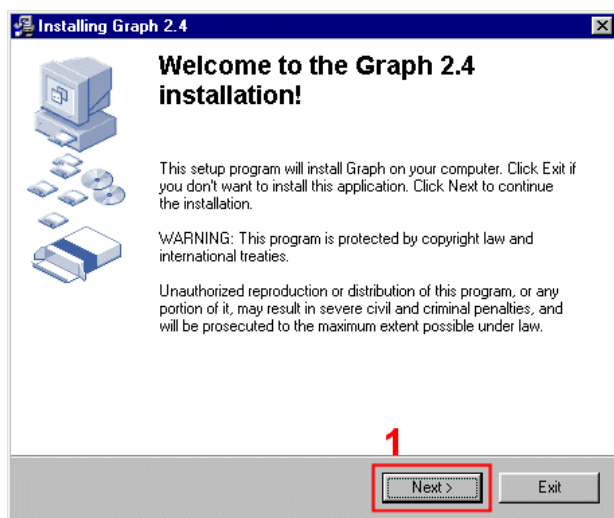 Installing Graph 2.4
Welcome to the Graph 2.4
installation!
This setup program will install Graph on your computer. Click Exit if
you don't want to install this application. Click Next to continue
the installation.
WARNING: This program is protected by copyright law and
international treaties.
Unauthorized reproduction or distribution of this program, or any
portion of it, may result in severe civil and criminal penalties, and
will be prosecuted to the maximum extent possible under law.
1
Next > Exit